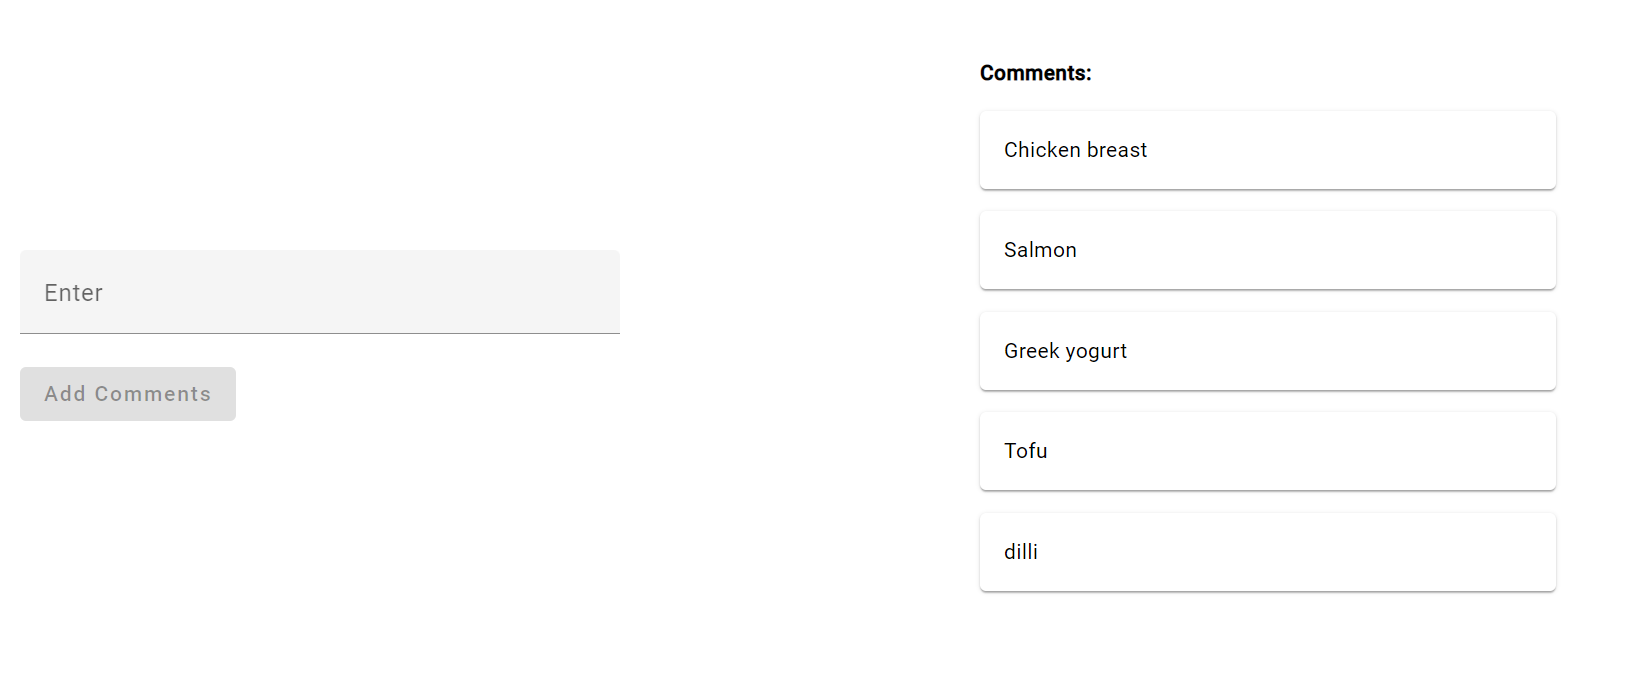 Enter
Add Comments
Comments:
Chicken breast
Salmon
Greek yogurt
Tofu
dilli